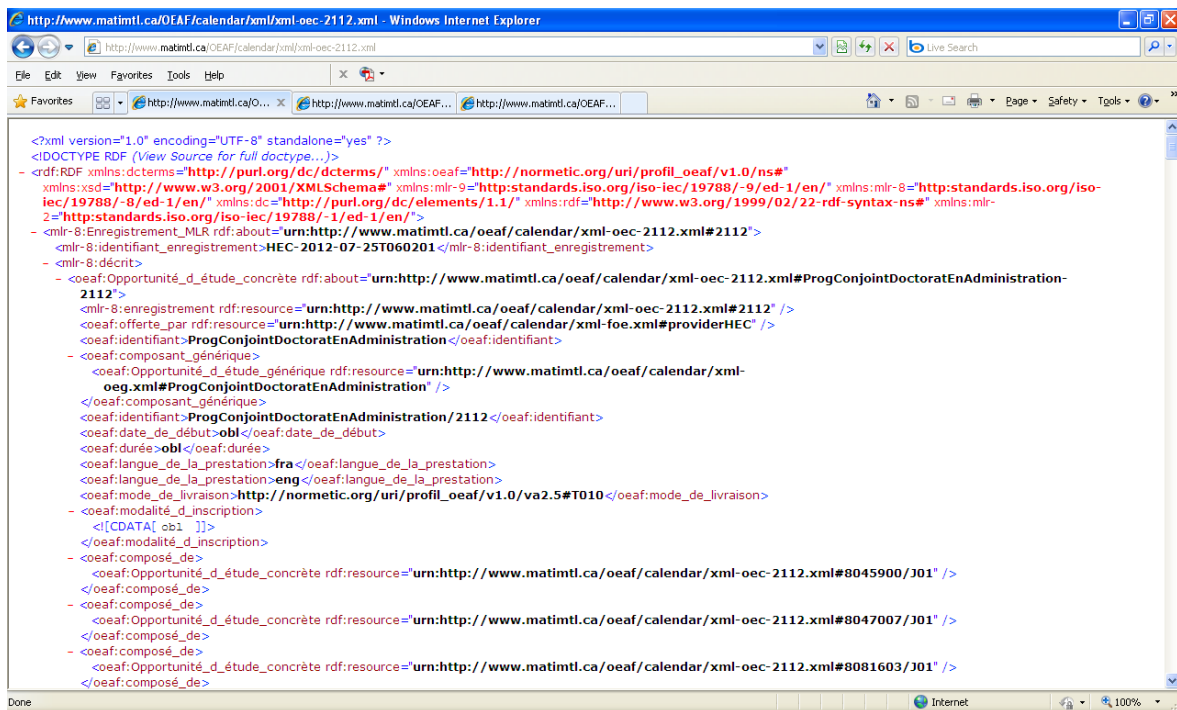 http://www.matimtl.ca/OEAF/calendar/xml/xml-oec-2112.xml - Windows Internet Explorer
http://www.matimtl.ca/OEAF/calendar/xml/xml-oec-2112.xml
Live Search
File Edit View Favorites Tools Help
Favorites
http://www.matimtl.ca/O...
http://www.matimtl.ca/OEAF...
http://www.matimtl.ca/OEAF...
Page
Safety
Tools
<?xml version="1.0" encoding="UTF-8" standalone="yes" ?>
<!DOCTYPE RDF (View Source for full doctype...)>
- <rdf:RDF xmlns:dcterms="http://purl.org/dc/dcterms/" xmlns:oeaf="http://normetic.org/uri/profil_oeaf/v1.0/ns#"
xmlns:xsd="http://www.w3.org/2001/XMLSchema#" xmlns:mlr-9="http:standards.iso.org/iso-iec/19788/-9/ed-1/en/" xmlns:mlr-8="http:standards.iso.org/iso-
iec/19788/-8/ed-1/en/" xmlns:dc="http://purl.org/dc/elements/1.1/" xmlns:rdf="http://www.w3.org/1999/02/22-rdf-syntax-ns#" xmlns:mlr-
2="http:standards.iso.org/iso-iec/19788/-1/ed-1/en/">
- <mlr-8:Enregistrement_MLR rdf:about="urn:http://www.matimtl.ca/oeaf/calendar/xml-oec-2112.xml#2112">
<mlr-8:identifiant_enregistrement>HEC-2012-07-25T060201</mlr-8:identifiant_enregistrement>
- <mlr-8:décrit>
- <oeaf:Opportunité_d_étude_concrète rdf:about="urn:http://www.matimtl.ca/oeaf/calendar/xml-oec-2112.xml#ProgConjointDoctoratEnAdministration-
2112">
<mlr-8:enregistrement rdf:resource="urn:http://www.matimtl.ca/oeaf/calendar/xml-oec-2112.xml#2112" />
<oeaf:offerte_par rdf:resource="urn:http://www.matimtl.ca/oeaf/calendar/xml-foe.xml#providerHEC" />
<oeaf:identifiant>ProgConjointDoctoratEnAdministration</oeaf:identifiant>
- <oeaf:composant_générique>
<oeaf:Opportunité_d_étude_générique rdf:resource="urn:http://www.matimtl.ca/oeaf/calendar/xml-
oeg.xml#ProgConjointDoctoratEnAdministration" />
</oeaf:composant_générique>
<oeaf:identifiant>ProgConjointDoctoratEnAdministration/2112</oeaf:identifiant>
<oeaf:date_de_début>obl</oeaf:date_de_début>
<oeaf:durée>obl</oeaf:durée>
<oeaf:langue_de_la_prestation>fra</oeaf:langue_de_la_prestation>
<oeaf:langue_de_la_prestation>eng</oeaf:langue_de_la_prestation>
<oeaf:mode_de_livraison>http://normetic.org/uri/profil_oeaf/v1.0/va2.5#T010</oeaf:mode_de_livraison>
- <oeaf:modalité_d_inscription>
<![CDATA[ obl ]]>
</oeaf:modalité_d_inscription>
- <oeaf:composé_de>
<oeaf:Opportunité_d_étude_concrète rdf:resource="urn:http://www.matimtl.ca/oeaf/calendar/xml-oec-2112.xml#8045900/J01" />
</oeaf:composé_de>
- <oeaf:composé_de>
<oeaf:Opportunité_d_étude_concrète rdf:resource="urn:http://www.matimtl.ca/oeaf/calendar/xml-oec-2112.xml#8047007/J01" />
</oeaf:composé_de>
- <oeaf:composé_de>
<oeaf:Opportunité_d_étude_concrète rdf:resource="urn:http://www.matimtl.ca/oeaf/calendar/xml-oec-2112.xml#8081603/J01" />
</oeaf:composé_de>
Done
Internet
100%